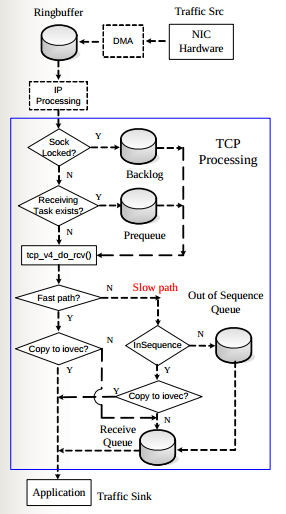 Ringbuffer
Traffic Src
DMA
NIC
Hardware
IP
Processing
Sock
Locked?
Y
TCP
Processing
N
Backlog
Receiving
Task exists?
Y
N
Prequeue
tcp_v4_do_rcv()
Fast path?
N
Slow path
Out of Sequence
Queue
Y
Copy to iovec?
N
InSequence
N
Y
Y
Y
Copy to iovec?
N
Receive
Queue
Application
Traffic Sink